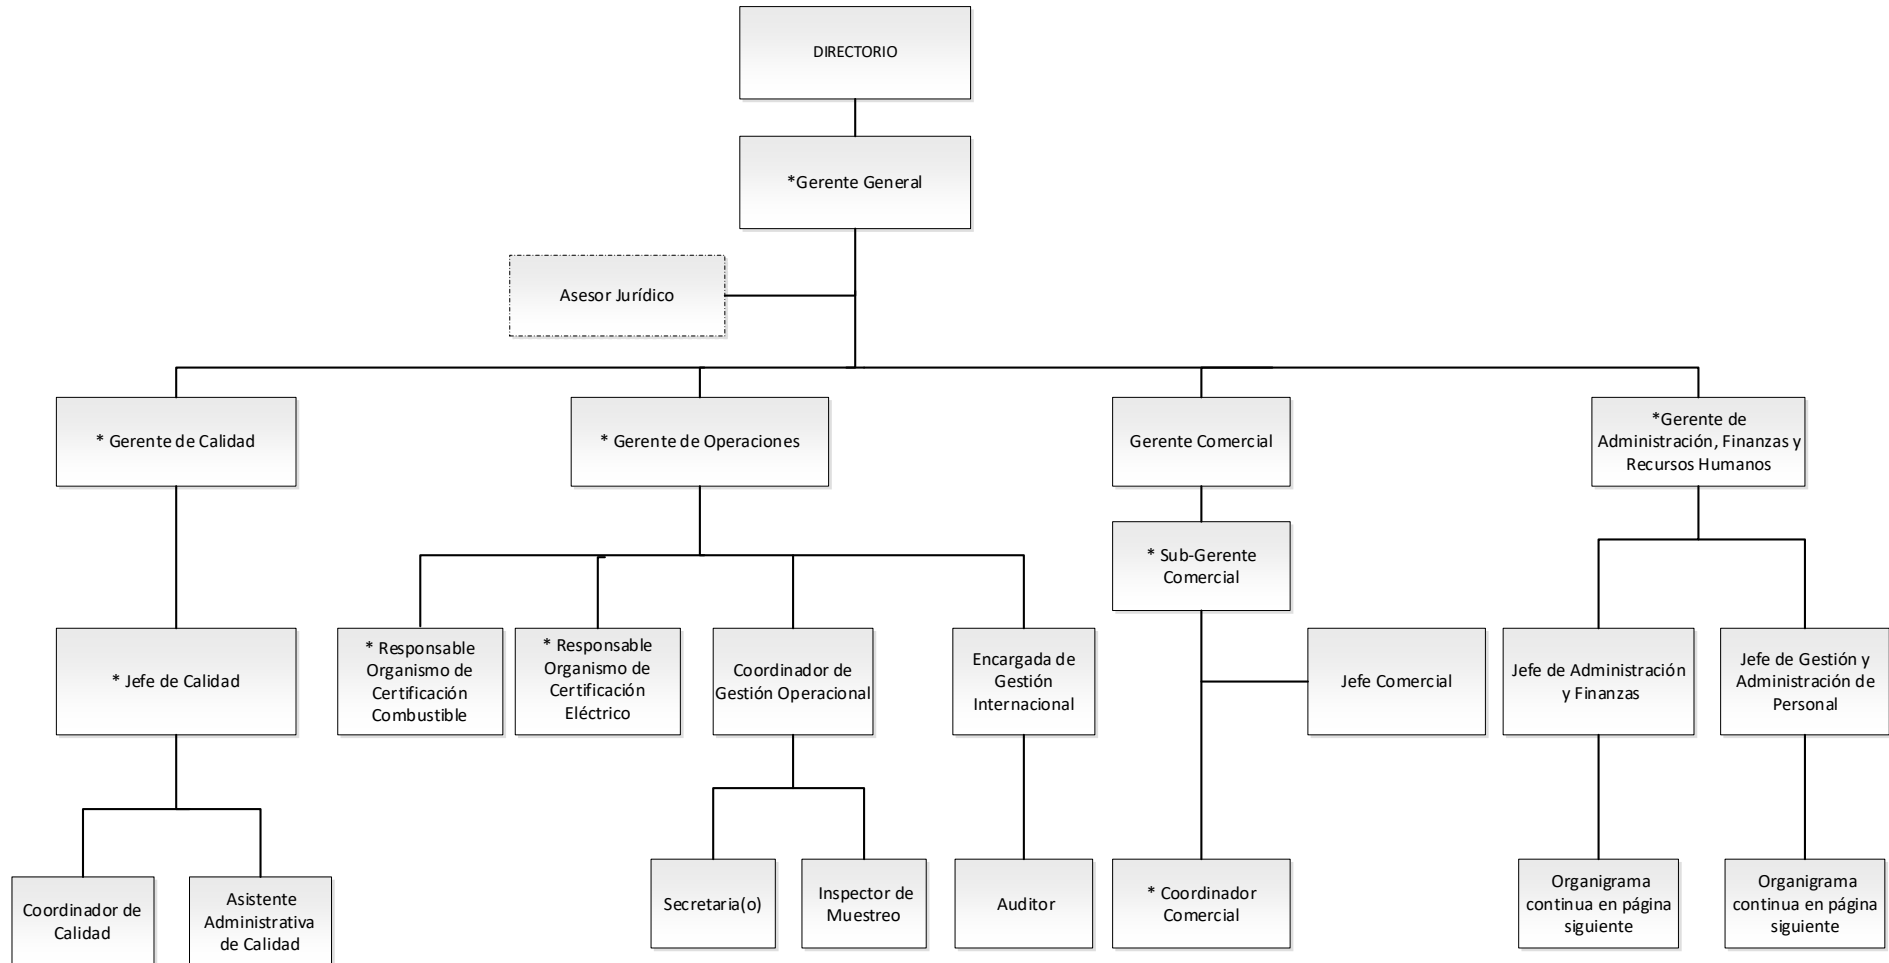 DIRECTORIO
*Gerente General
Asesor Jurídico
* Gerente de Calidad
* Gerente de Operaciones
Gerente Comercial
*Gerente de
Administración, Finanzas y
Recursos Humanos
* Sub-Gerente
Comercial
* Jefe de Calidad
* Responsable
Organismo de
Certificación
Combustible
* Responsable
Organismo de
Certificación
Eléctrico
Coordinador de
Gestión Operacional
Encargada de
Gestión
Internacional
Jefe Comercial
Jefe de Administración
y Finanzas
Jefe de Gestión y
Administración de
Personal
Coordinador de
Calidad
Asistente
Administrativa
de Calidad
Secretaria(o)
Inspector de
Muestreo
Auditor
* Coordinador
Comercial
Organigrama
continua en página
siguiente
Organigrama
continua en página
siguiente